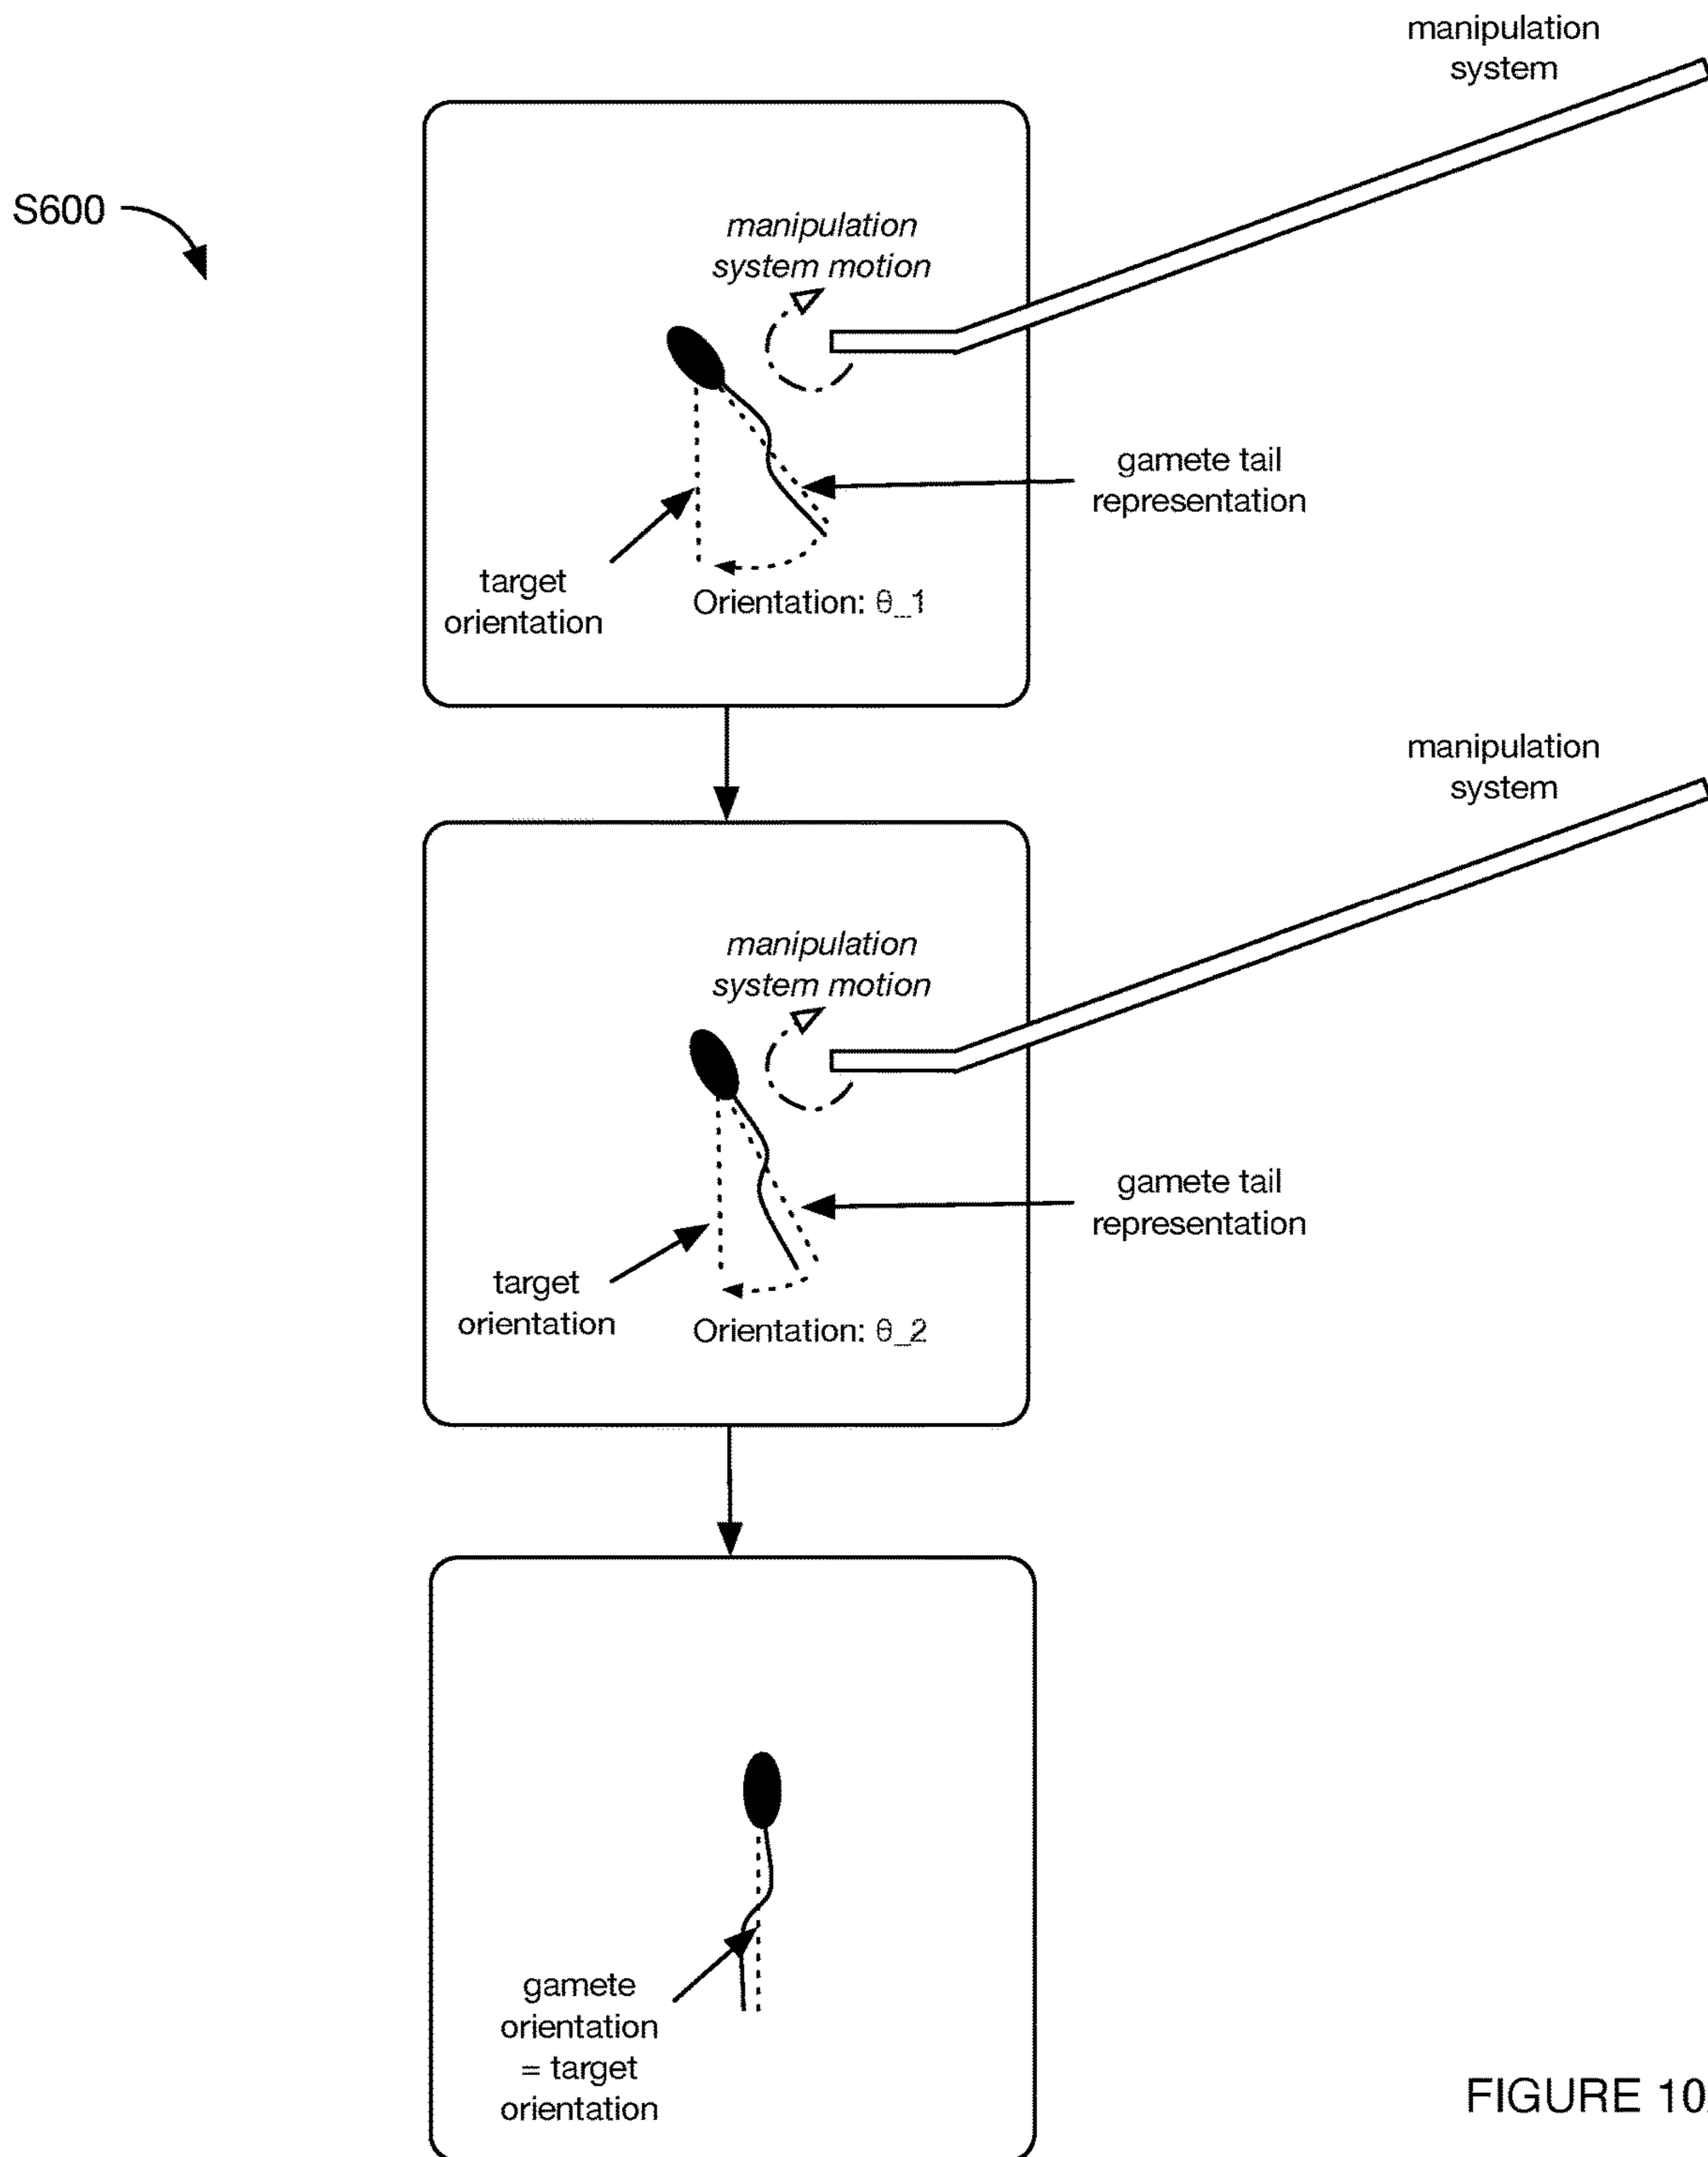 manipulation
system
S600
manipulation
system motion
gamete tail
representation
target
orientation
Orientation: θ_1
manipulation
system
manipulation
system motion
gamete tail
representation
target
orientation
Orientation: θ_2
gamete
orientation
= target
orientation
FIGURE 10